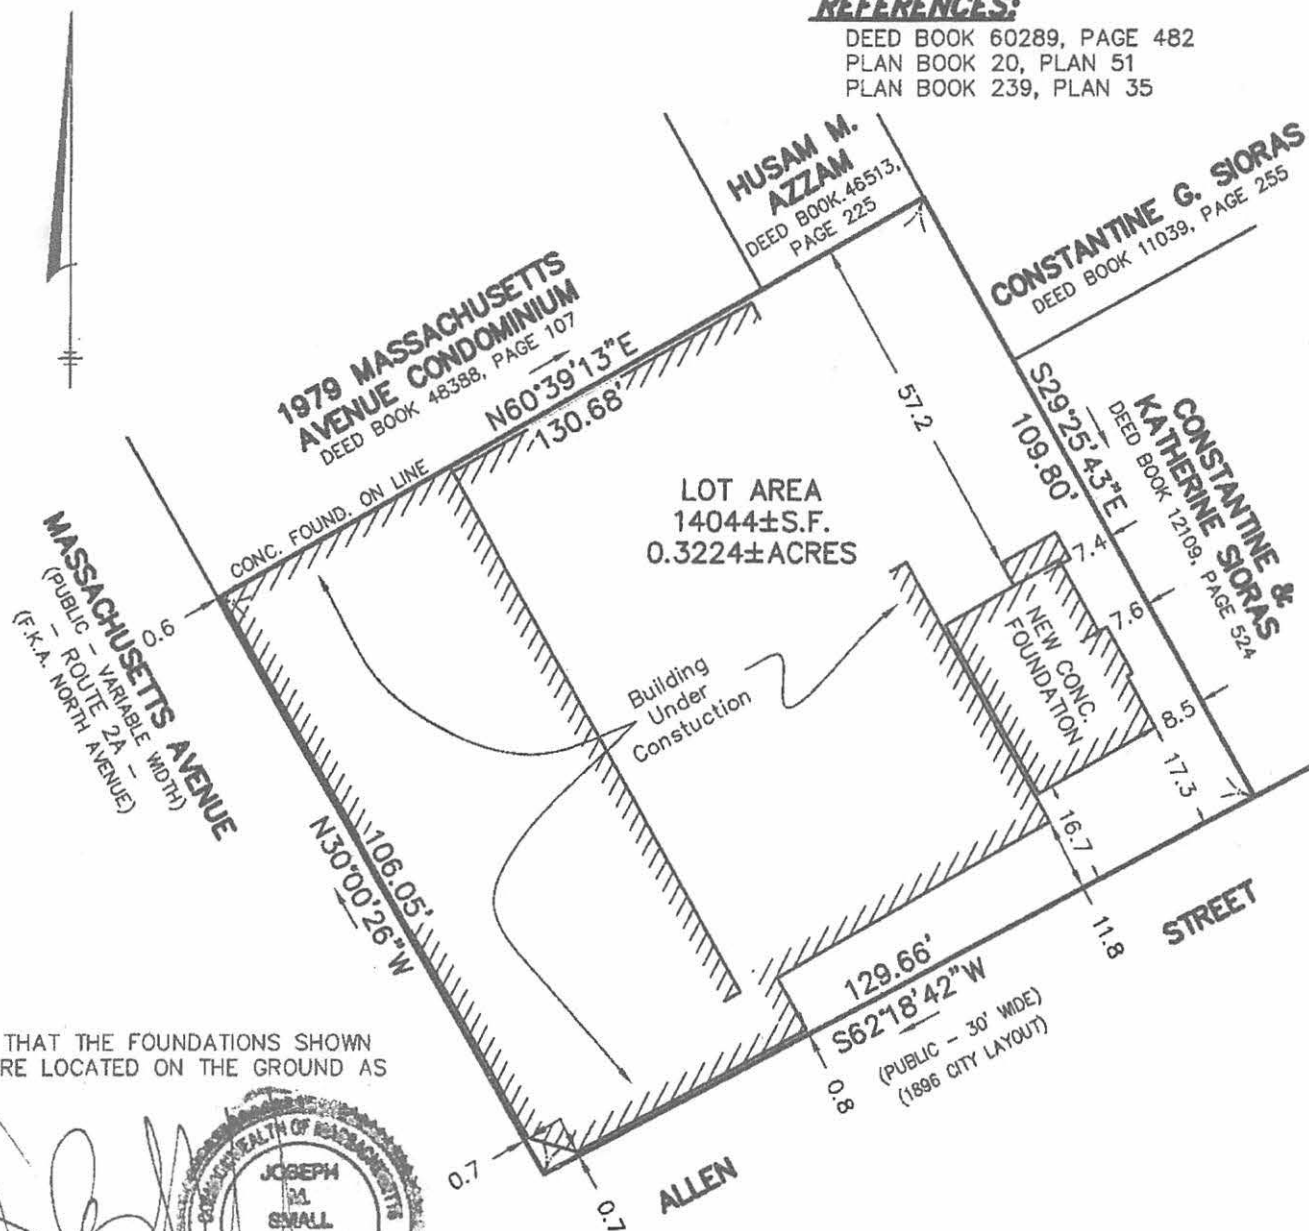 REFERENCES:
DEED BOOK 60289, PAGE 482
PLAN BOOK 20, PLAN 51
PLAN BOOK 239, PLAN 35
HUSAM M.
AZZAM
DEED BOOK.46513,
PAGE 225
CONSTANTINE G. SIORAS
DEED BOOK 11039, PAGE 255
1979 MASSACHUSETTS
AVENUE CONDOMINIUM
DEED BOOK 48388, PAGE 107
N60°39'13"E
130.68'
CONC. FOUND. ON LINE
57.2
S29°25'43"E
109.80'
CONSTANTINE &
KATHERINE SIORAS
DEED BOOK 12109, PAGE 524
LOT AREA
14044±S.F.
0.3224±ACRES
MASSACHUSETTS AVENUE
(PUBLIC - VARIABLE WIDTH)
- ROUTE 2A -
(F.K.A. NORTH AVENUE)
0.6
7.4
7.6
8.5
NEW CONC.
FOUNDATION
Building
Under
Constuction
17.3
16.7
11.8
106.05'
N30°00'26"W
129.66'
S62°18'42"W
(PUBLIC - 30' WIDE)
(1896 CITY LAYOUT)
0.8
0.7
0.7
ALLEN STREET
THAT THE FOUNDATIONS SHOWN
RE LOCATED ON THE GROUND AS
COMMONWEALTH OF MASSACHUSETTS
JOSEPH
M.
SMALL